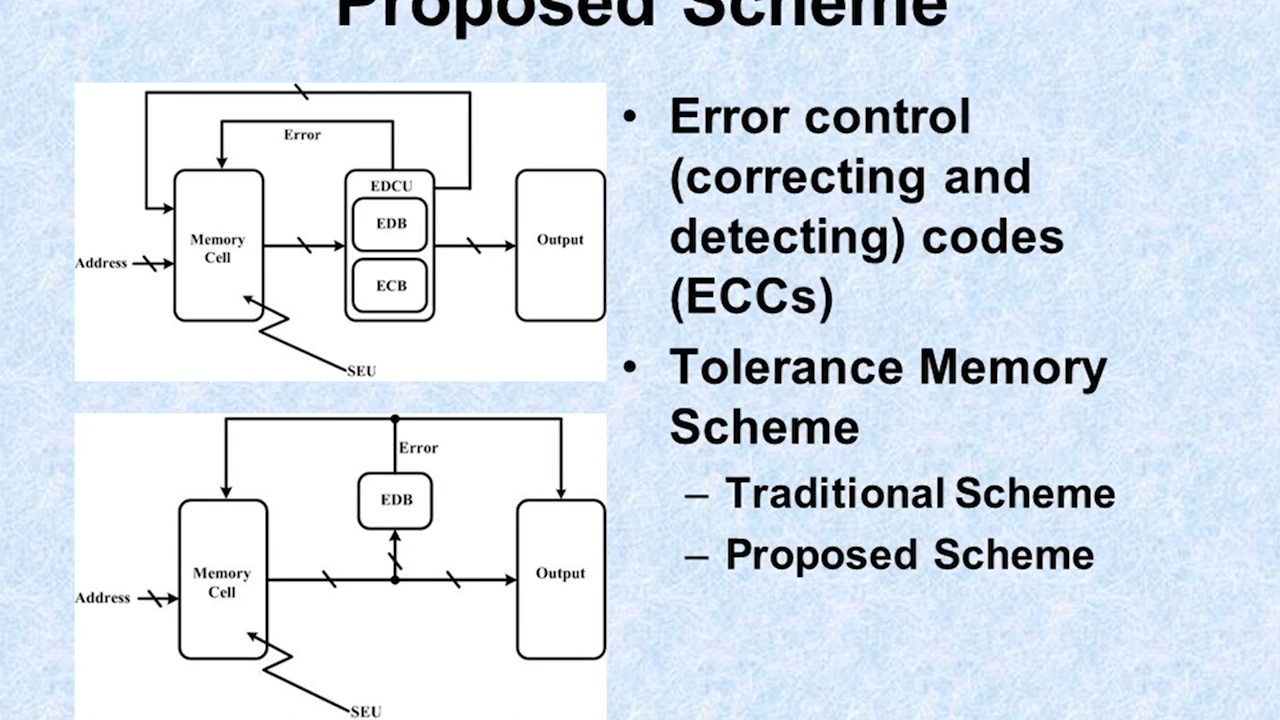 Proposed Scheme
Error
EDCU
EDB
ECB
Memory
Cell
Output
Address
SEU
Error
EDB
Memory
Cell
Output
Address
SEU
• Error control
(correcting and
detecting) codes
(ECCs)
• Tolerance Memory
Scheme
– Traditional Scheme
– Proposed Scheme